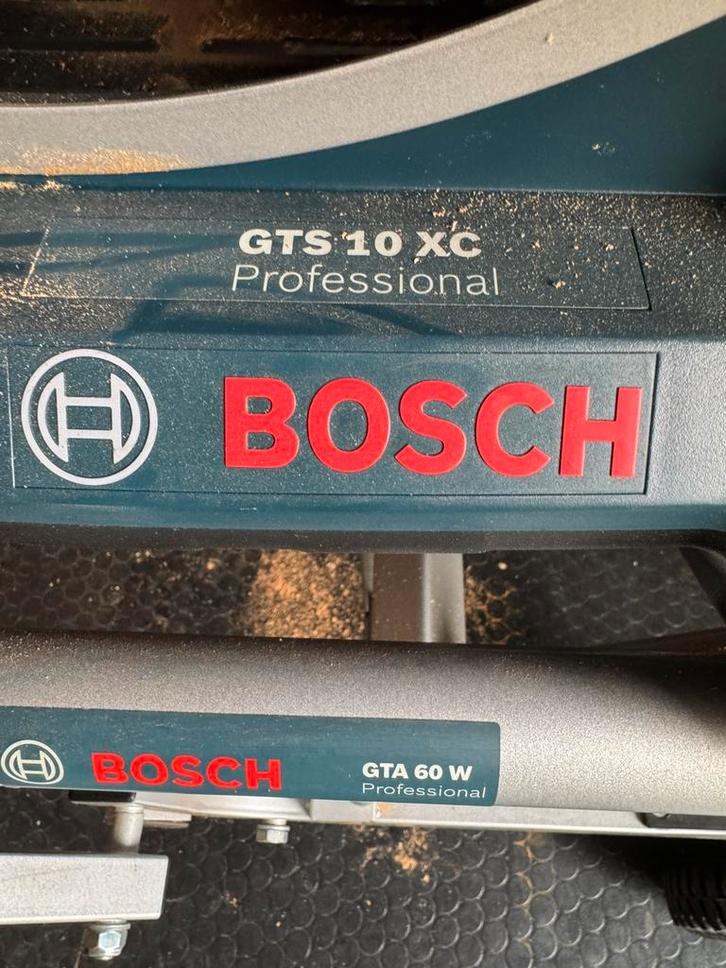 GTS 10 XC
Professional
BOSCH
BOSCH
GTA 60 W
Professional